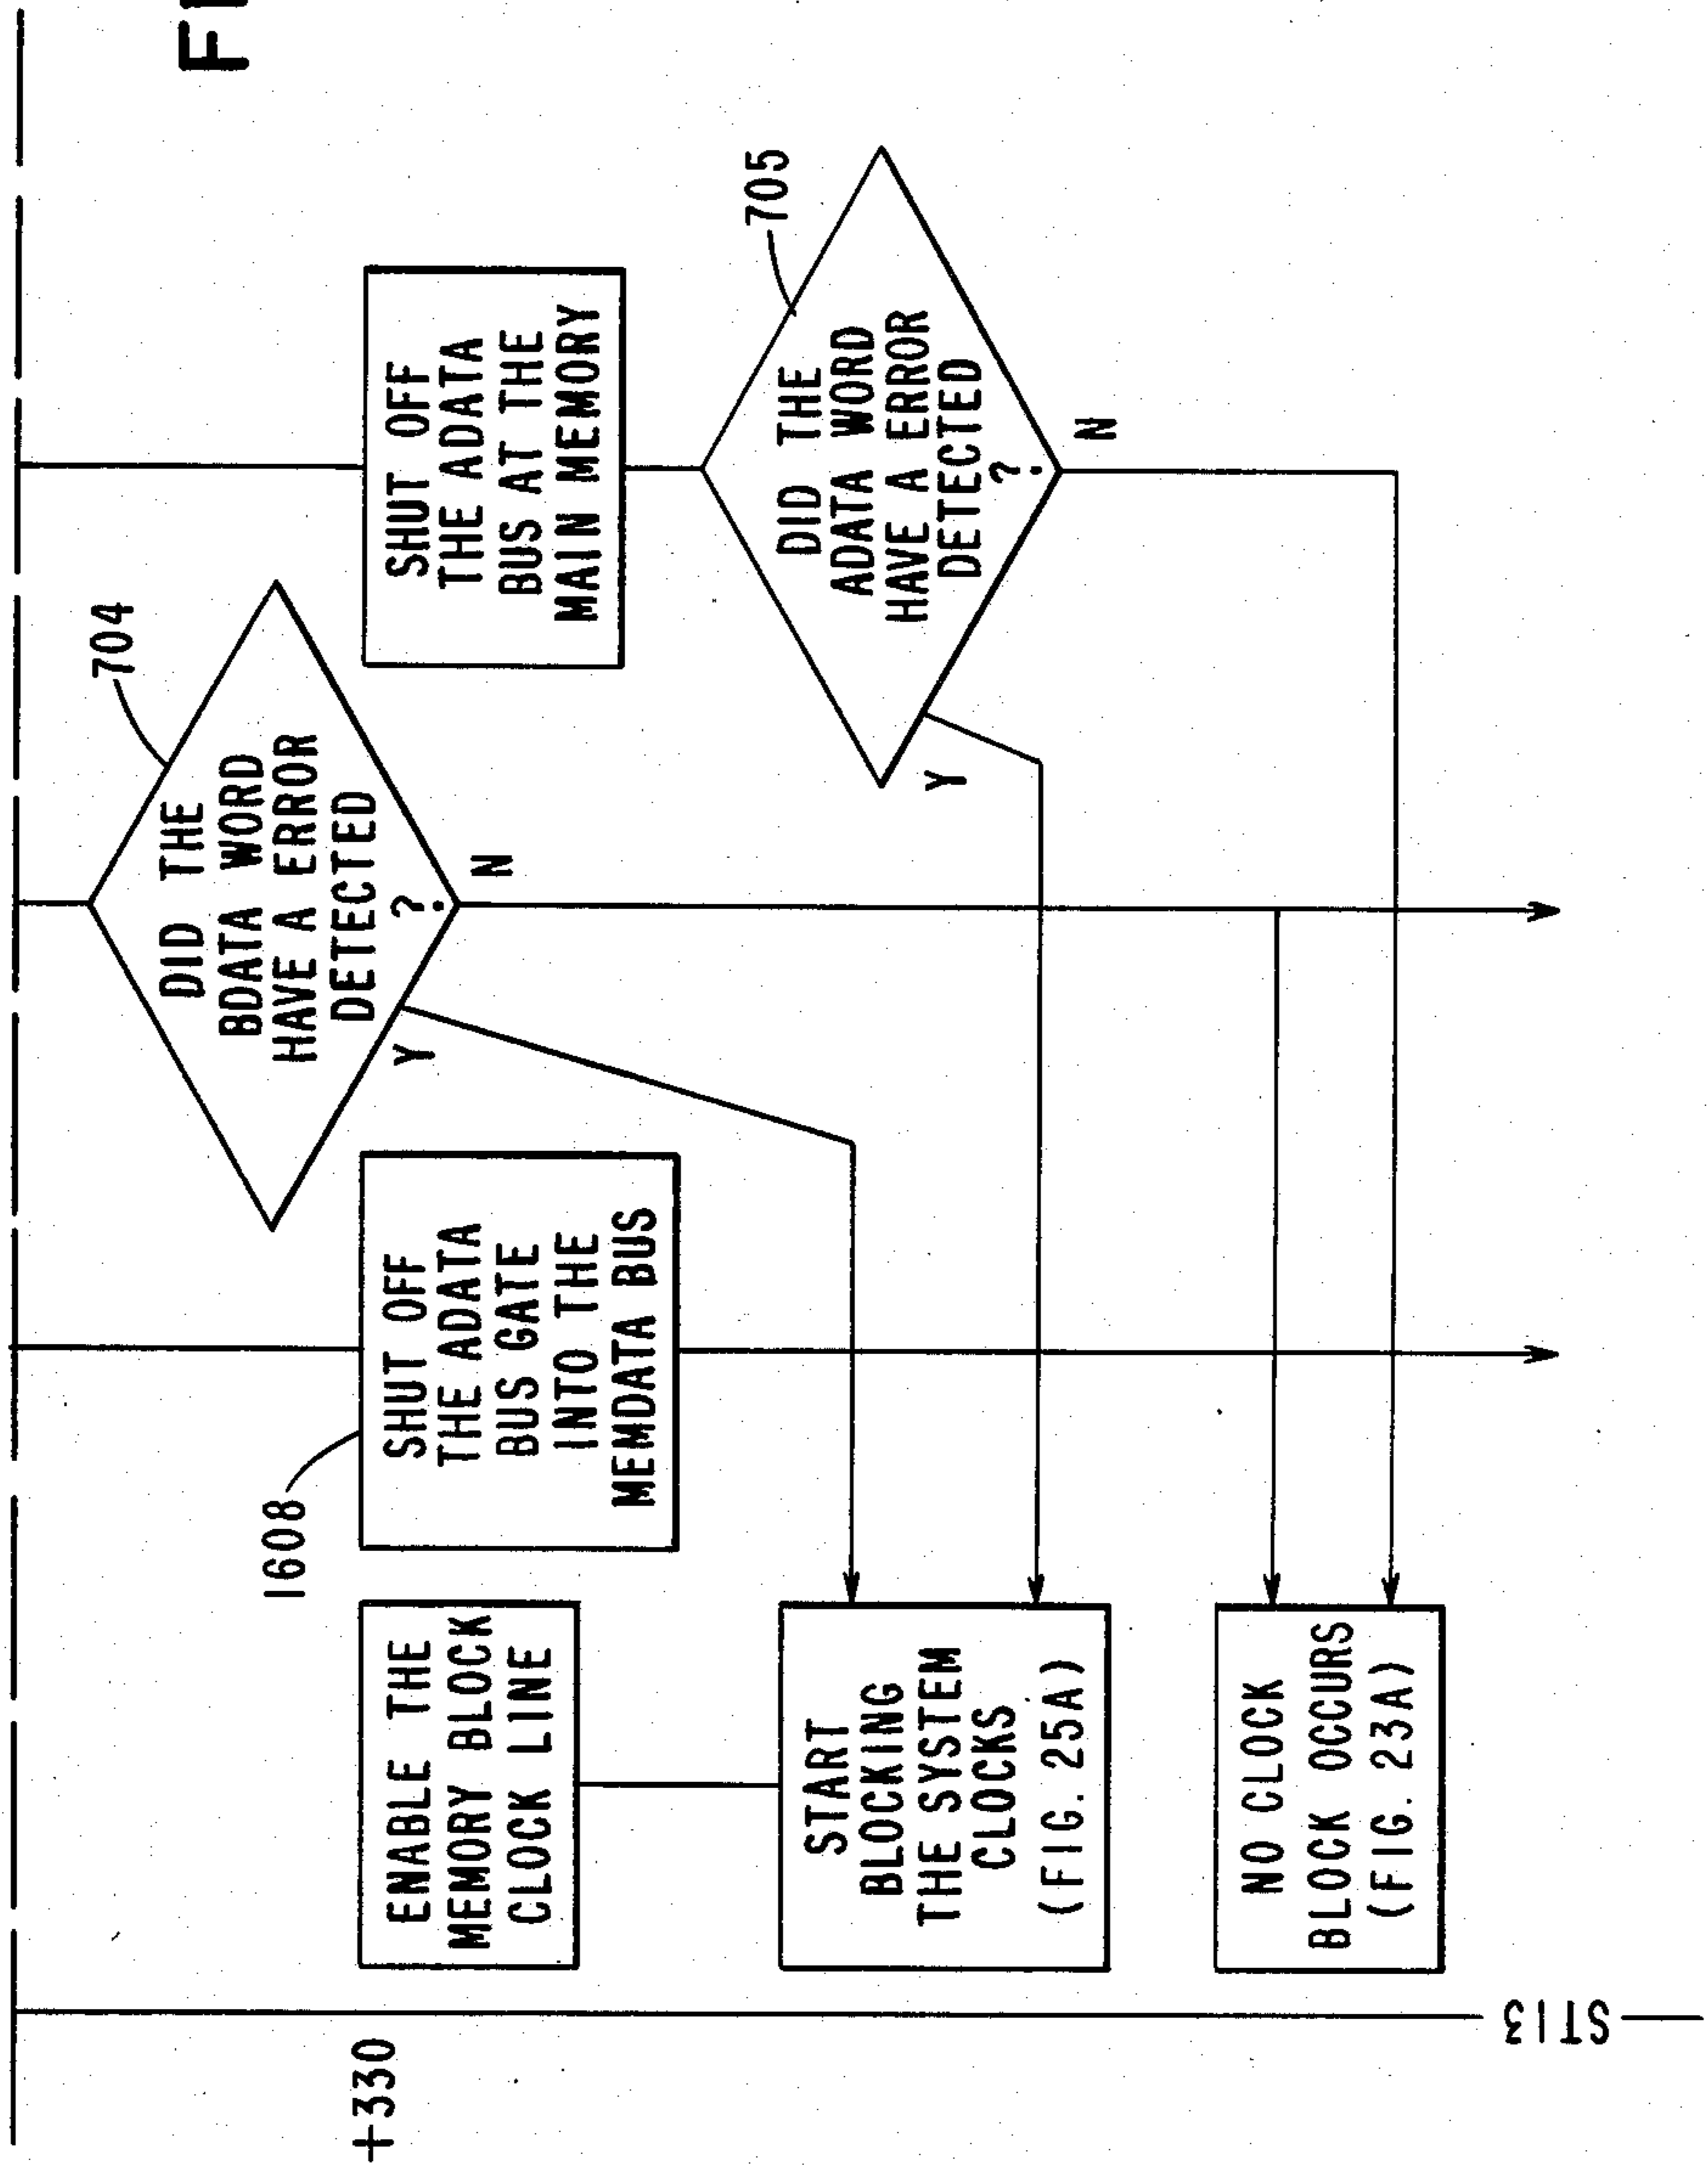 +330
ENABLE THE
MEMORY BLOCK
CLOCK LINE
START
BLOCKING
THE SYSTEM
CLOCKS
(FIG. 25A)
NO CLOCK
BLOCK OCCURS
(FIG. 23A)
ST13
1608
SHUT OFF
THE ADATA
BUS GATE
INTO THE
MEMDATA BUS
704
DID THE
BDATA WORD
HAVE A ERROR
DETECTED
?
Y
N
SHUT OFF
THE ADATA
BUS AT THE
MAIN MEMORY
705
DID THE
ADATA WORD
HAVE A ERROR
DETECTED
?
Y
N